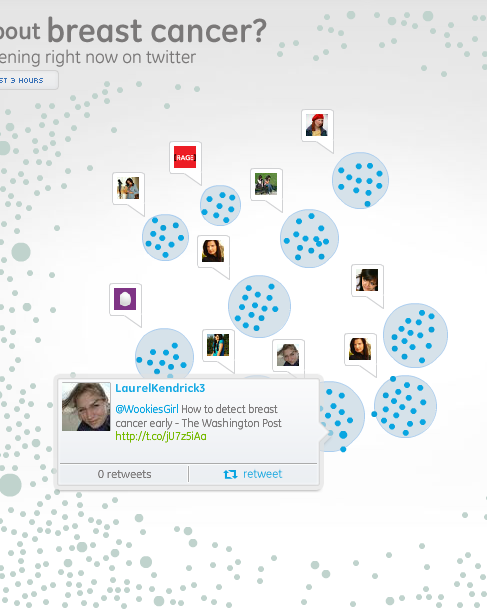 bout breast cancer?
ening right now on twitter
ST 3 HOURS
RAGE
LaurelKendrick3
@WookiesGirl How to detect breast
cancer early - The Washington Post
http://t.co/jU7z5iAa
0 retweets
retweet